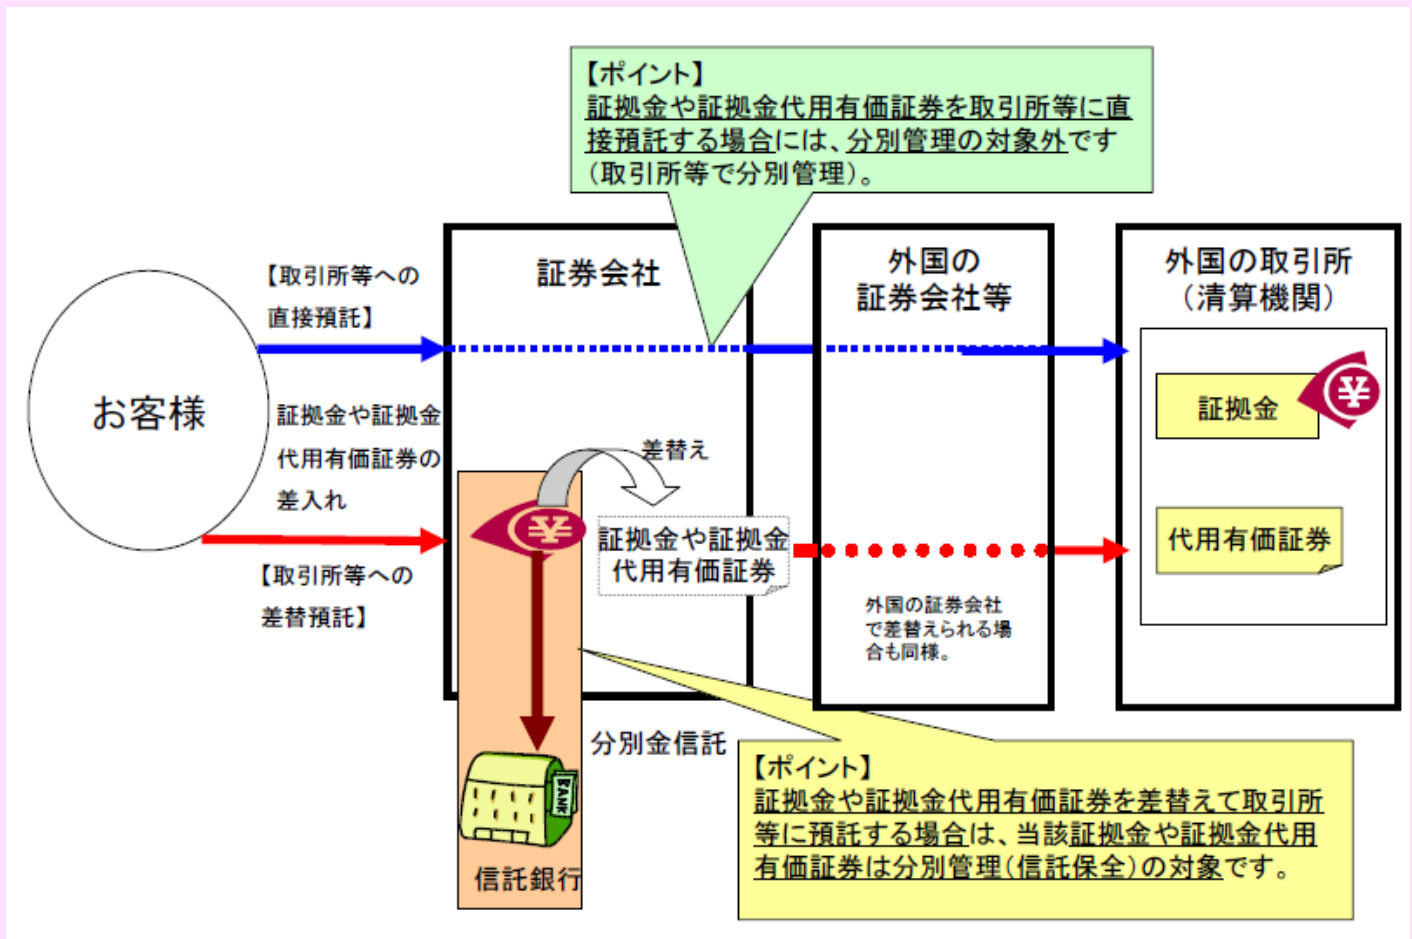 【ポイント】
証拠金や証拠金代用有価証券を取引所等に直
接預託する場合には、分別管理の対象外です
（取引所等で分別管理）。
証券会社
外国の
証券会社等
外国の取引所
（清算機関）
【取引所等への
直接預託】
お客様
証拠金や証拠金
代用有価証券の
差入れ
【取引所等への
差替預託】
差替え
¥
証拠金や証拠金
代用有価証券
外国の証券会社
で差替えられる場
合も同様。
証拠金
¥
代用有価証券
分別金信託
BANK
信託銀行
【ポイント】
証拠金や証拠金代用有価証券を差替えて取引所
等に預託する場合は、当該証拠金や証拠金代用
有価証券は分別管理（信託保全）の対象です。